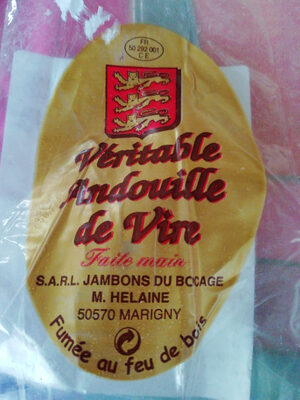 FR
50 292 001
C E
Véritable
Andouille
de Vire
Faite main
S.A.R.L. JAMBONS DU BOCAGE
M. HELAINE
50570 MARIGNY
Fumée au feu de bois